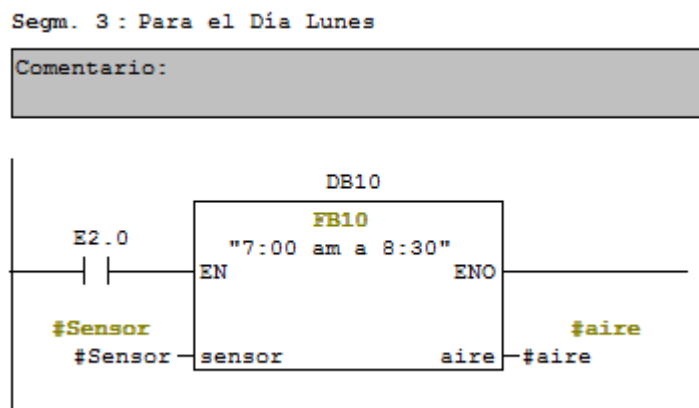 Segm. 3 : Para el Día Lunes
Comentario:
DB10
FB10
E2.0
"7:00 am a 8:30"
EN
ENO
#Sensor
#aire
#Sensor
sensor
aire
#aire